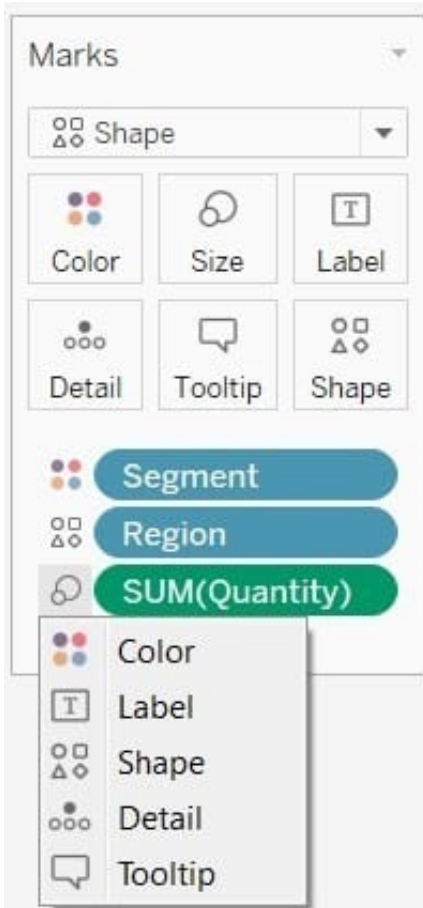 Marks
Shape
Color Size Label
Detail Tooltip Shape
Segment
Region
SUM(Quantity)
Color
Label
Shape
Detail
Tooltip